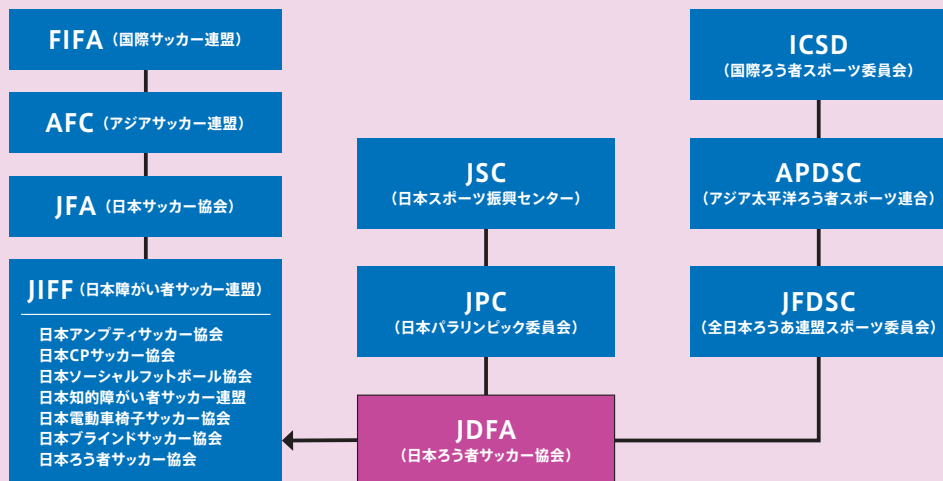 FIFA（国際サッカー連盟）
AFC（アジアサッカー連盟）
JFA（日本サッカー協会）
JIFF（日本障がい者サッカー連盟）
日本アンプティサッカー協会
日本CPサッカー協会
日本ソーシャルフットボール協会
日本知的障がい者サッカー連盟
日本電動車椅子サッカー協会
日本ブラインドサッカー協会
日本ろう者サッカー協会
JSC
（日本スポーツ振興センター）
JPC
（日本パラリンピック委員会）
JDFA
（日本ろう者サッカー協会）
ICSD
（国際ろう者スポーツ委員会）
APDSC
（アジア太平洋ろう者スポーツ連合）
JFDSC
（全日本ろうあ連盟スポーツ委員会）